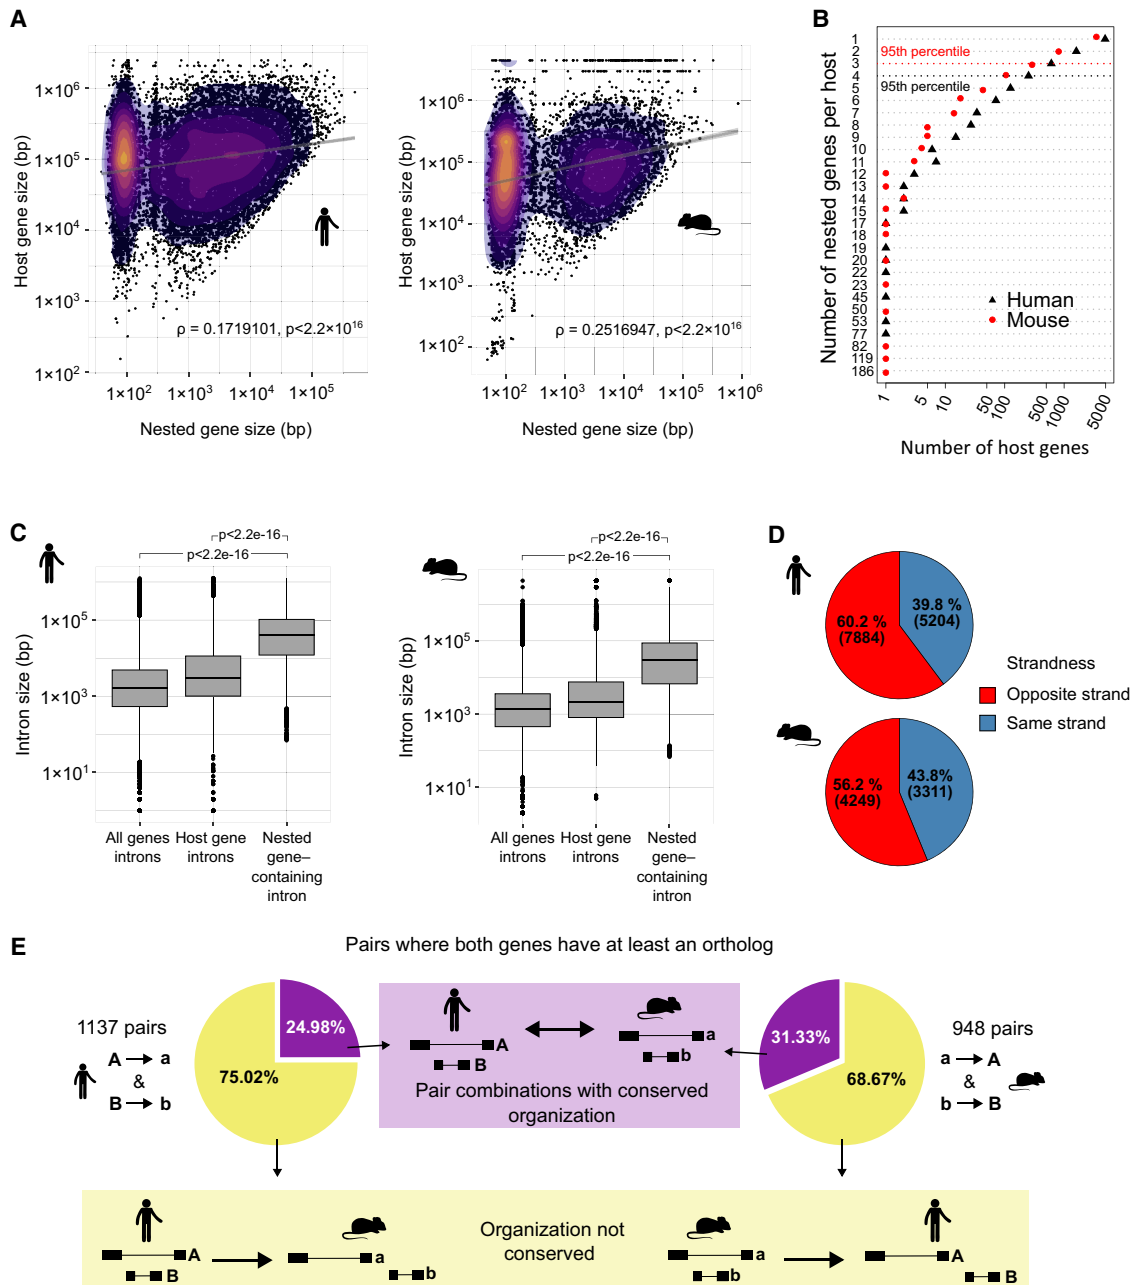 A
Host gene size (bp)
1×10⁶
1×10⁵
1×10⁴
1×10³
1×10²
ρ = 0.1719101, p<2.2×10¹⁶
1×10² 1×10³ 1×10⁴ 1×10⁵
Nested gene size (bp)
Host gene size (bp)
1×10⁶
1×10⁵
1×10⁴
1×10³
1×10²
ρ = 0.2516947, p<2.2×10¹⁶
1×10² 1×10³ 1×10⁴ 1×10⁵ 1×10⁶
Nested gene size (bp)
B
Number of nested genes per host
1
2
3
4
5
6
7
8
9
10
11
12
13
14
15
17
18
19
20
22
23
45
50
53
77
82
119
186
95th percentile
95th percentile
Human
Mouse
1 5 10 50 100 500 1000 5000
Number of host genes
C
p<2.2e-16
p<2.2e-16
Intron size (bp)
1×10⁵
1×10³
1×10¹
All genes introns
Host gene introns
Nested gene–containing intron
p<2.2e-16
p<2.2e-16
Intron size (bp)
1×10⁵
1×10³
1×10¹
All genes introns
Host gene introns
Nested gene–containing intron
D
60.2 %
(7884)
39.8 %
(5204)
Strandness
Opposite strand
Same strand
56.2 %
(4249)
43.8%
(3311)
E
Pairs where both genes have at least an ortholog
1137 pairs
A a
&
B b
24.98%
75.02%
A
B
a
b
Pair combinations with conserved
organization
31.33%
68.67%
948 pairs
a A
&
b B
A
B
a
b
Organization not
conserved
a
b
A
B